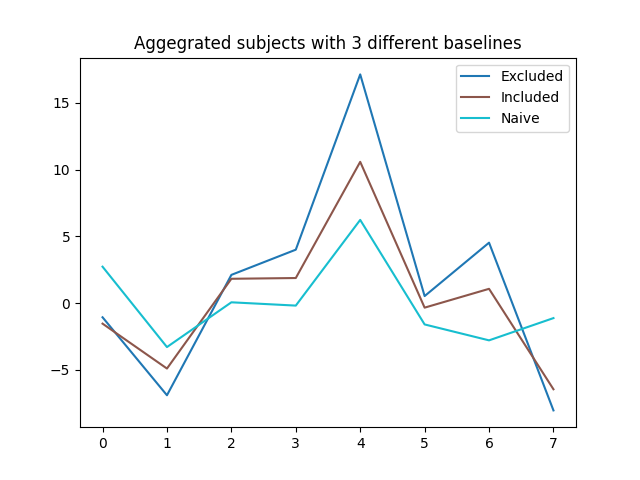 Aggegrated subjects with 3 different baselines
Excluded
Included
Naive
15
10
5
0
−5
0 1 2 3 4 5 6 7